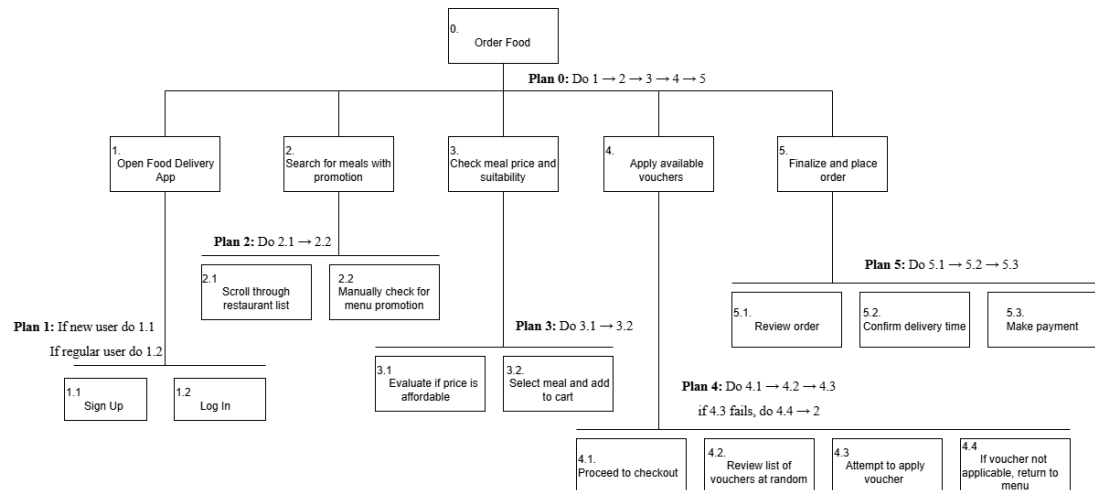 0.
Order Food
Plan 0: Do 1 → 2 → 3 → 4 → 5
1.
Open Food Delivery
App
2.
Search for meals with
promotion
3.
Check meal price and
suitability
4.
Apply available
vouchers
5.
Finalize and place
order
Plan 1: If new user do 1.1
If regular user do 1.2
1.1
Sign Up
1.2
Log In
Plan 2: Do 2.1 → 2.2
2.1
Scroll through
restaurant list
2.2
Manually check for
menu promotion
Plan 3: Do 3.1 → 3.2
3.1
Evaluate if price is
affordable
3.2.
Select meal and add
to cart
Plan 4: Do 4.1 → 4.2 → 4.3
if 4.3 fails, do 4.4 → 2
4.1.
Proceed to checkout
4.2.
Review list of
vouchers at random
4.3
Attempt to apply
voucher
4.4
If voucher not
applicable, return to
menu
Plan 5: Do 5.1 → 5.2 → 5.3
5.1.
Review order
5.2.
Confirm delivery time
5.3.
Make payment